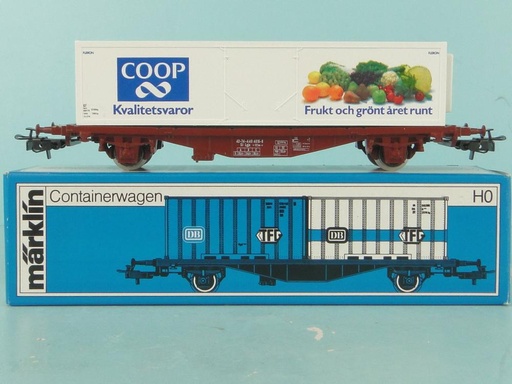 COOP
Kvalitetsvaror
Frukt och grönt året runt
märklin
Containerwagen
H0
DB
TFG
DB
TFG